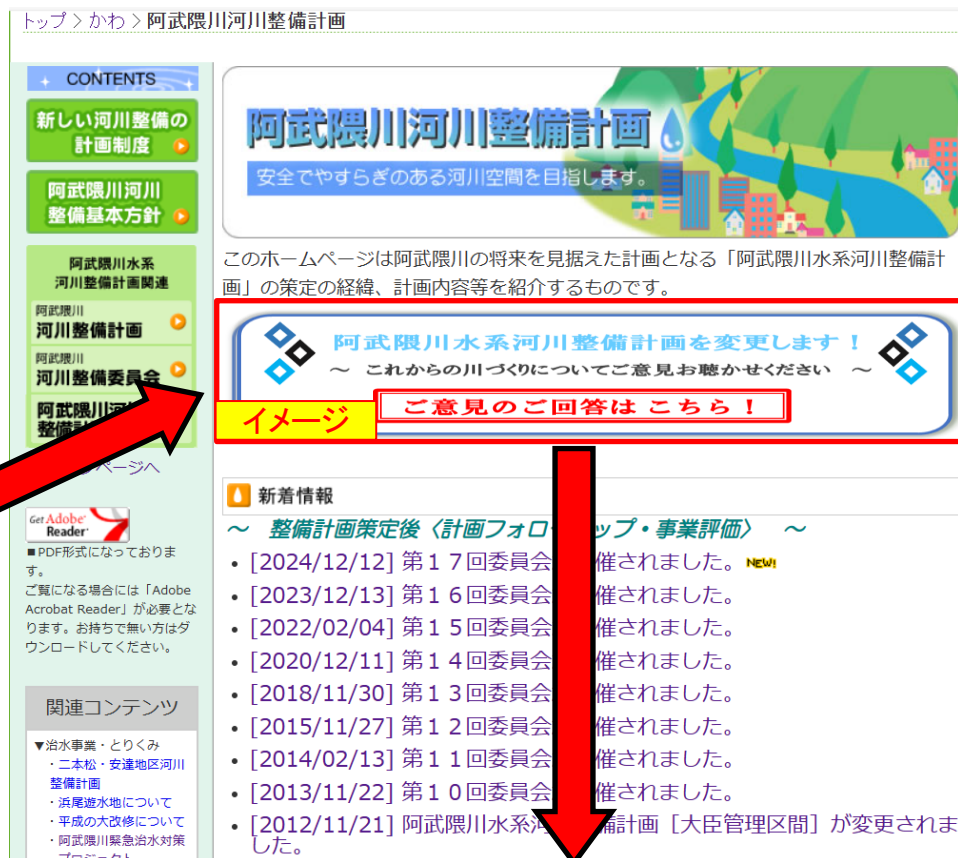 トップ > かわ > 阿武隈川河川整備計画
CONTENTS
新しい河川整備の
計画制度
阿武隈川河川
整備基本方針
阿武隈川水系
河川整備計画関連
阿武隈川
河川整備計画
阿武隈川
河川整備委員会
阿武隈川河
整備
ページへ
Get Adobe
Reader
■PDF形式になっておりま
す。
ご覧になる場合には「Adobe
Acrobat Reader」が必要とな
ります。お持ちで無い方はダ
ウンロードしてください。
関連コンテンツ
▼治水事業・とりくみ
・二本松・安達地区河川
整備計画
・浜尾遊水地について
・平成の大改修について
・阿武隈川緊急治水対策
プロジェクト
阿武隈川河川整備計画
安全でやすらぎのある河川空間を目指します。
このホームページは阿武隈川の将来を見据えた計画となる「阿武隈川水系河川整備計
画」の策定の経緯、計画内容等を紹介するものです。
阿武隈川水系河川整備計画を変更します！
～ これからの川づくりについてご意見お聴かせください ～
ご意見のご回答は こちら！
イメージ
新着情報
～ 整備計画策定後〈計画フォロ ップ・事業評価〉 ～
• [2024/12/12] 第１７回委員会 催されました。 NEW!
• [2023/12/13] 第１６回委員会 催されました。
• [2022/02/04] 第１５回委員会 催されました。
• [2020/12/11] 第１４回委員会 催されました。
• [2018/11/30] 第１３回委員会 催されました。
• [2015/11/27] 第１２回委員会 催されました。
• [2014/02/13] 第１１回委員会 催されました。
• [2013/11/22] 第１０回委員会 催されました。
• [2012/11/21] 阿武隈川水系河 備計画［大臣管理区間］が変更されま
した。